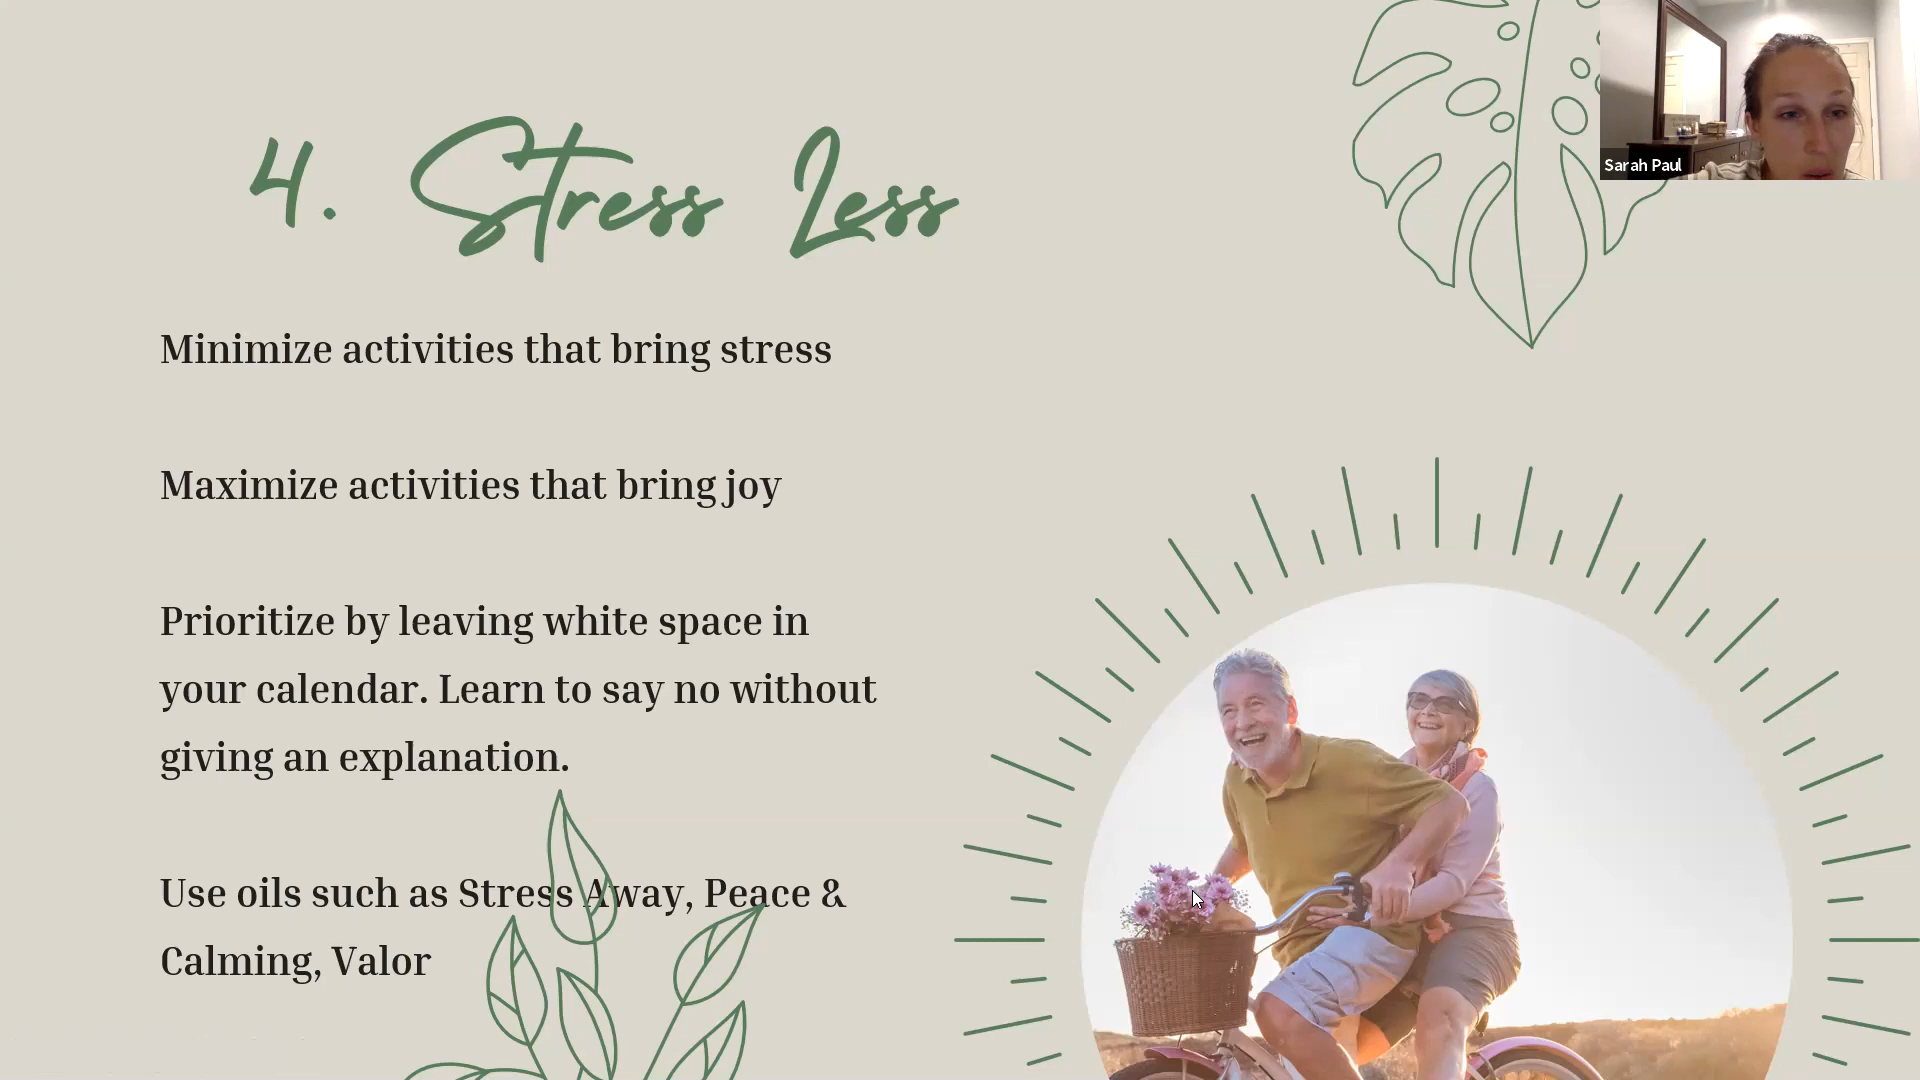 4. Stress Less
Sarah Paul
Minimize activities that bring stress
Maximize activities that bring joy
Prioritize by leaving white space in
your calendar. Learn to say no without
giving an explanation.
Use oils such as Stress Away, Peace &
Calming, Valor